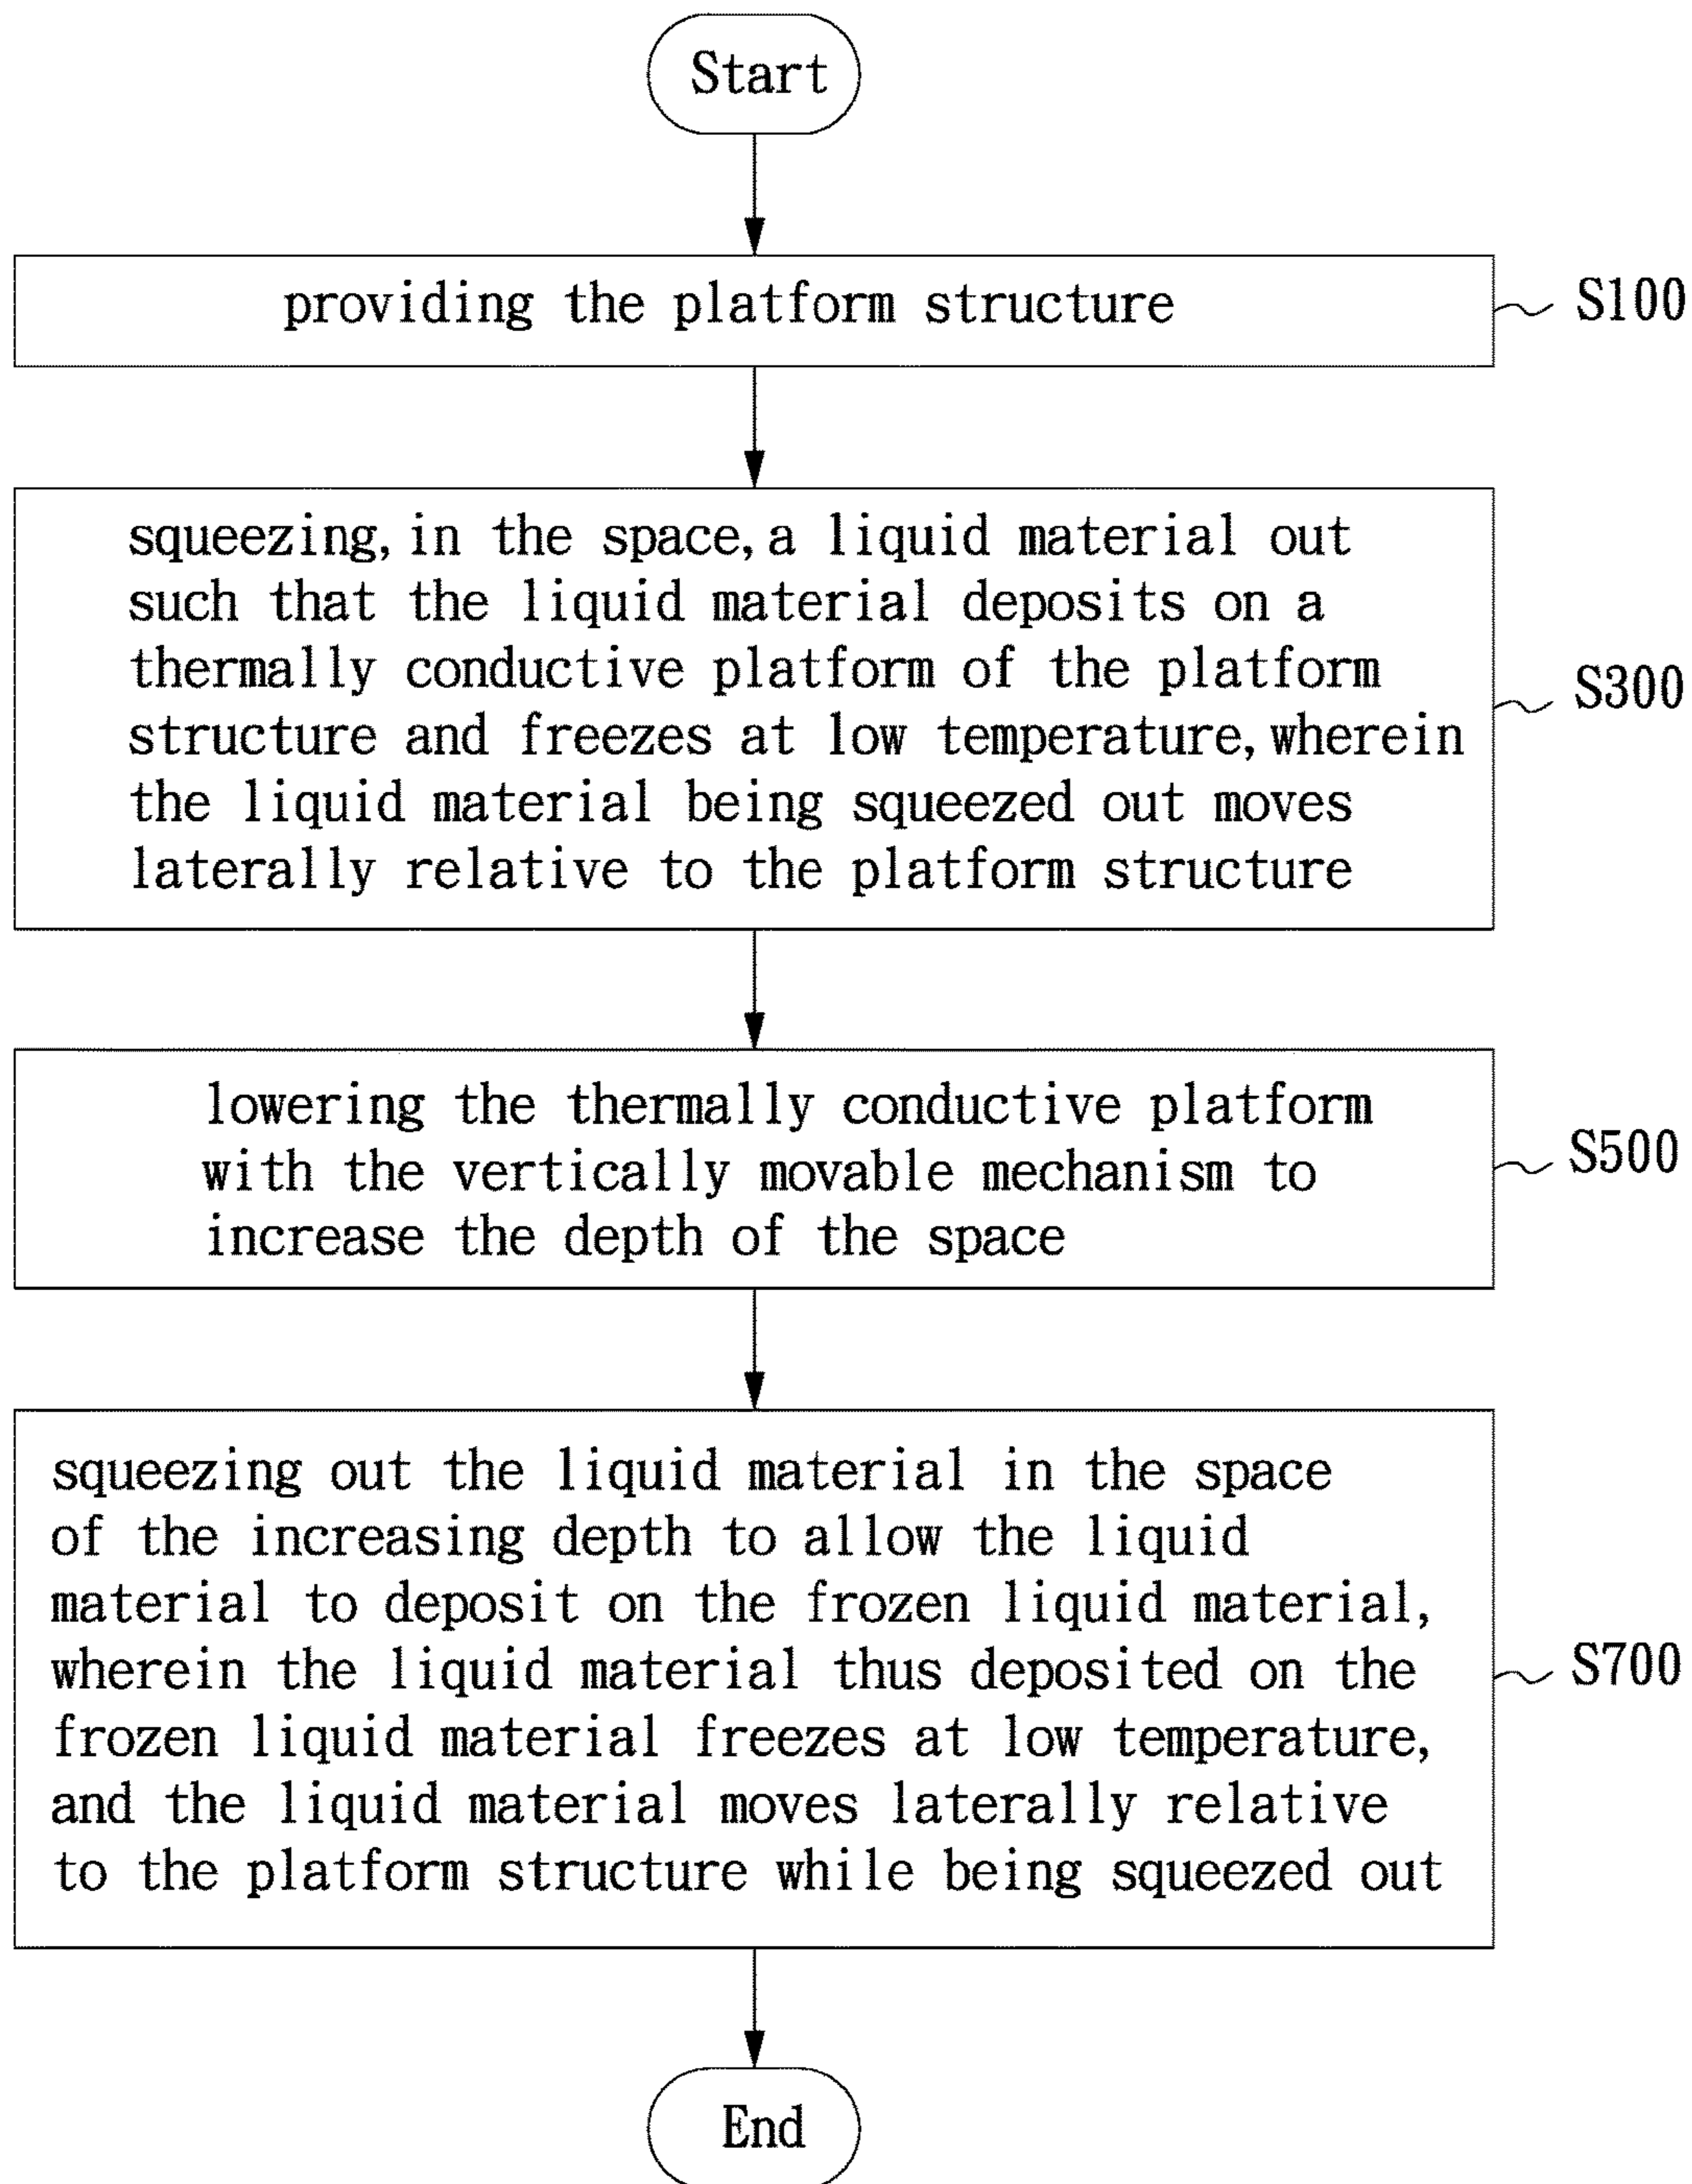 Start
providing the platform structure
S100
squeezing, in the space, a liquid material out
such that the liquid material deposits on a
thermally conductive platform of the platform
structure and freezes at low temperature, wherein
the liquid material being squeezed out moves
laterally relative to the platform structure
S300
lowering the thermally conductive platform
with the vertically movable mechanism to
increase the depth of the space
S500
squeezing out the liquid material in the space
of the increasing depth to allow the liquid
material to deposit on the frozen liquid material,
wherein the liquid material thus deposited on the
frozen liquid material freezes at low temperature,
and the liquid material moves laterally relative
to the platform structure while being squeezed out
S700
End